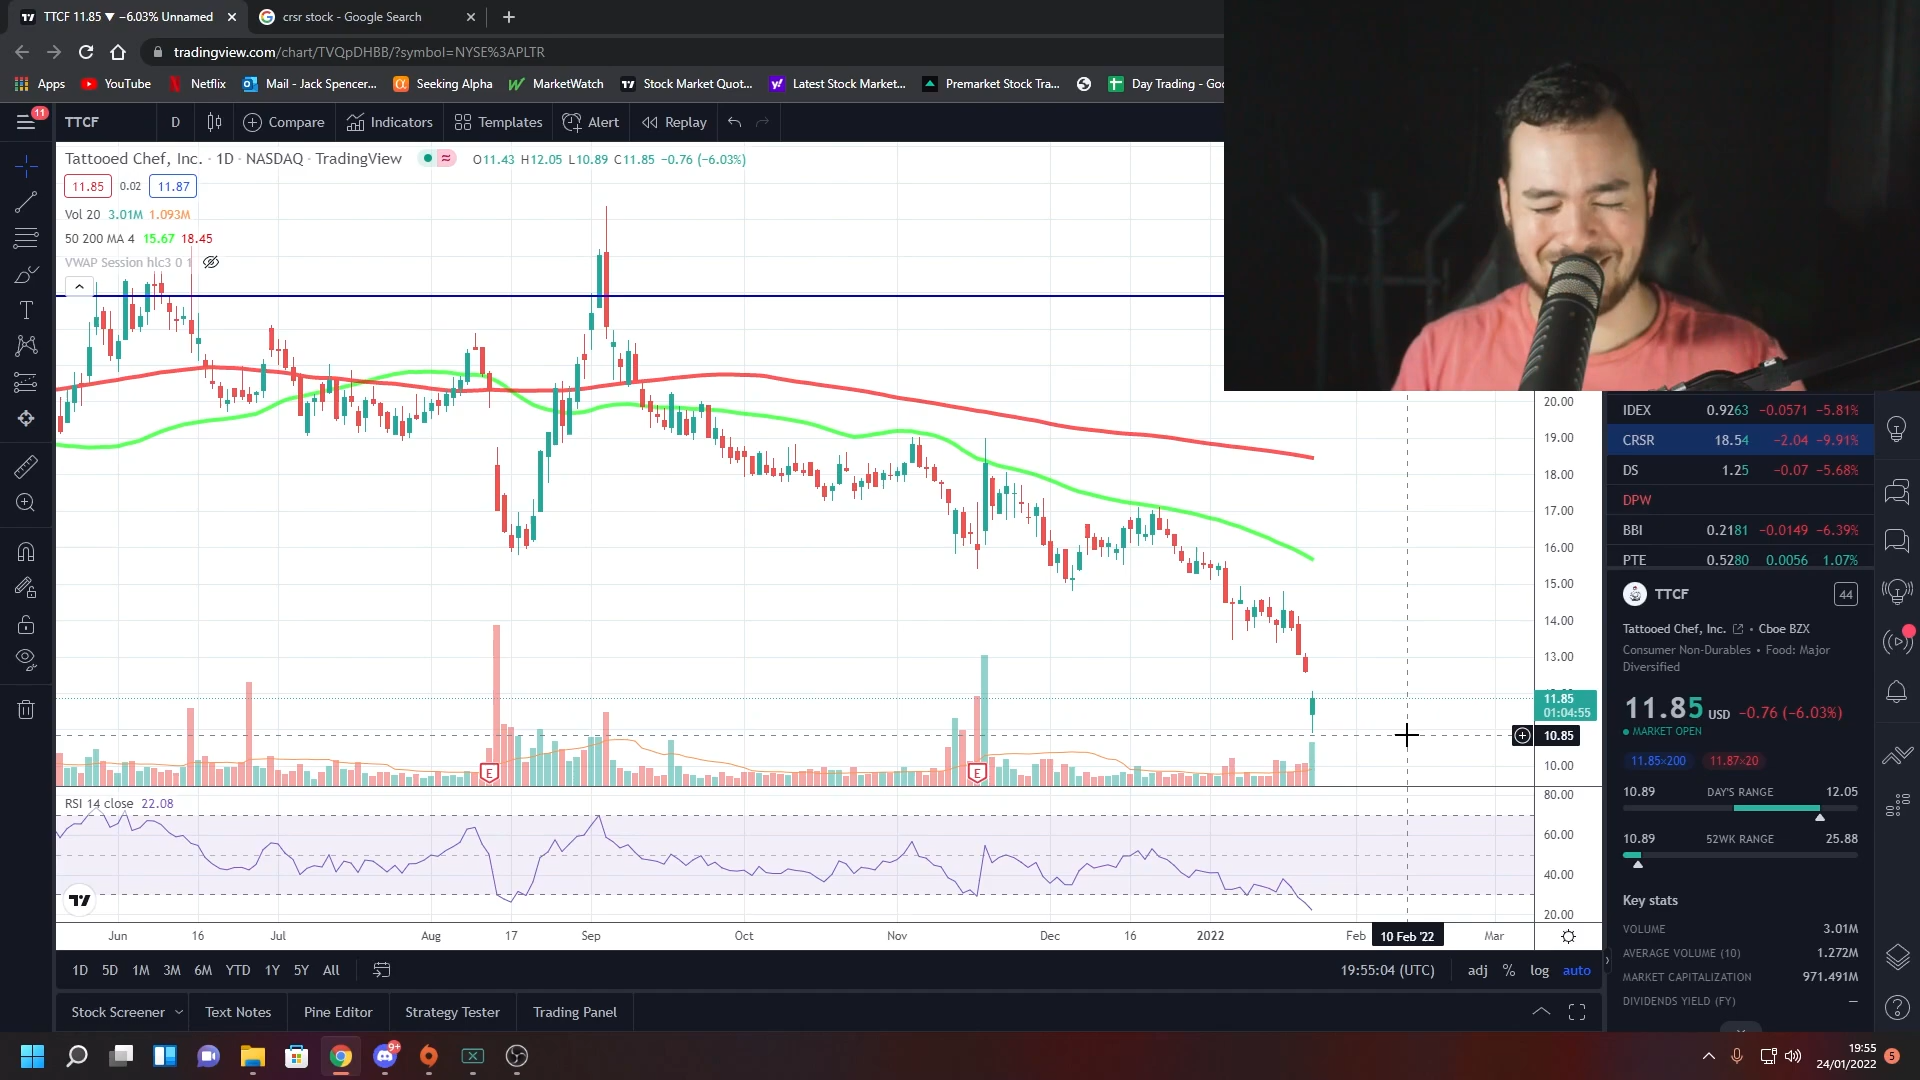 TTCF 11.85 ▼ −6.03% Unnamed
crsr stock - Google Search
tradingview.com/chart/TVQpDHBB/?symbol=NYSE%3APLTR
Apps YouTube Netflix Mail - Jack Spencer... Seeking Alpha MarketWatch Stock Market Quot... Latest Stock Market... Premarket Stock Tra... Day Trading - Goo
11
TTCF D Compare Indicators Templates Alert Replay
Tattooed Chef, Inc. · 1D · NASDAQ · TradingView O11.43 H12.05 L10.89 C11.85 −0.76 (−6.03%)
11.85 0.02 11.87
Vol 20 3.01M 1.093M
50 200 MA 4 15.67 18.45
VWAP Session hlc3 0 1
20.00
19.00
18.00
17.00
16.00
15.00
14.00
13.00
11.85
01:04:55
10.85
10.00
E E
RSI 14 close 22.08
80.00
60.00
40.00
20.00
Jun 16 Jul Aug 17 Sep Oct Nov Dec 16 2022 Feb 10 Feb '22 Mar
1D 5D 1M 3M 6M YTD 1Y 5Y All
19:55:04 (UTC) adj % log auto
Stock Screener Text Notes Pine Editor Strategy Tester Trading Panel
IDEX 0.9263 −0.0571 −5.81%
CRSR 18.54 −2.04 −9.91%
DS 1.25 −0.07 −5.68%
DPW
BBI 0.2181 −0.0149 −6.39%
PTE 0.5280 0.0056 1.07%
TTCF 44
Tattooed Chef, Inc. • Cboe BZX
Consumer Non-Durables • Food: Major
Diversified
11.85 USD −0.76 (−6.03%)
MARKET OPEN
11.85×200 11.87×20
10.89 DAY'S RANGE 12.05
10.89 52WK RANGE 25.88
Key stats
VOLUME 3.01M
AVERAGE VOLUME (10) 1.272M
MARKET CAPITALIZATION 971.491M
DIVIDENDS YIELD (FY) —
9+
19:55
24/01/2022
5